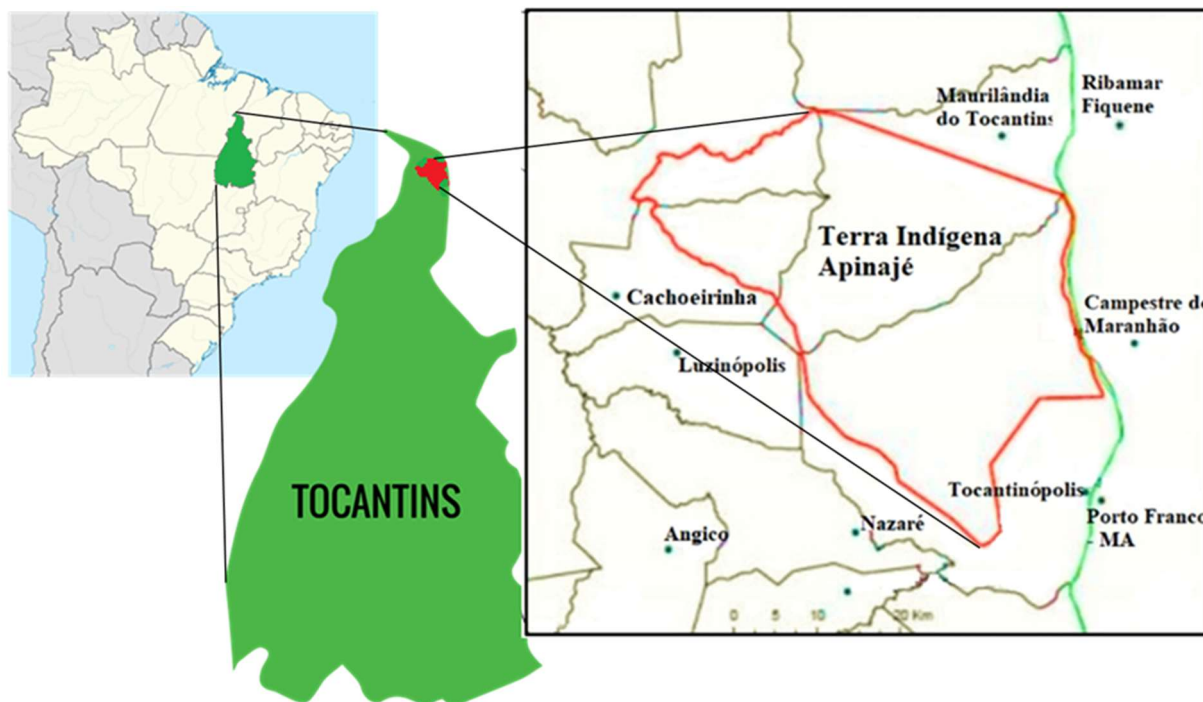 TOCANTINS
Maurilândia
do Tocantins
Ribamar
Fiquene
Terra Indígena
Apinajé
Cachoeirinha
Campestre do
Maranhão
Luzinópolis
Tocantinópolis
Porto Franco
- MA
Nazaré
Angico
0 5 10 20 Km